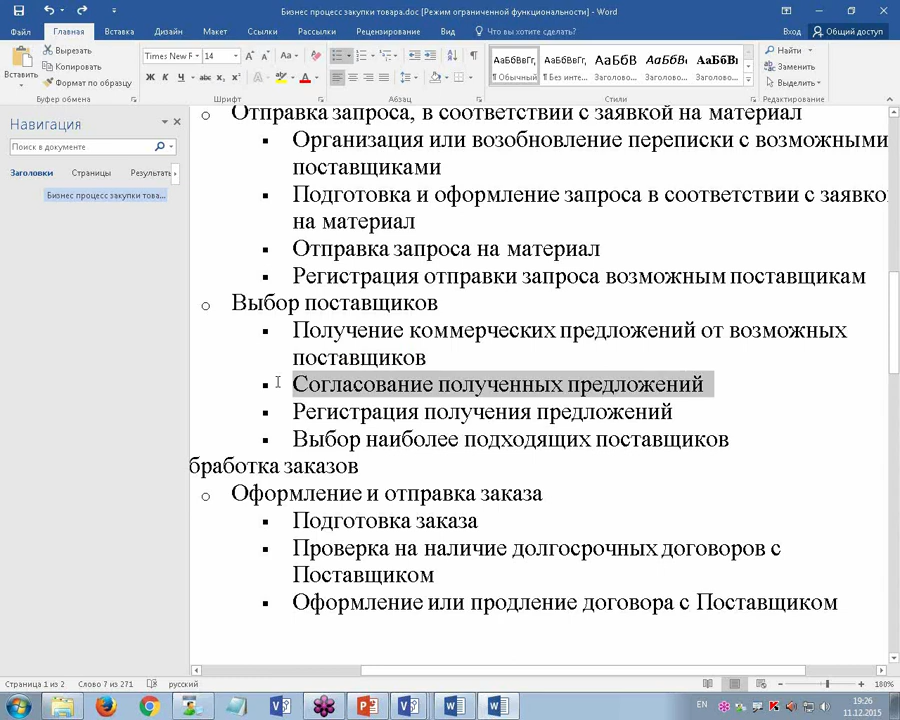 Бизнес процесс закупки товара.doc [Режим ограниченной функциональности] - Word
Файл Главная Вставка Дизайн Макет Ссылки Рассылки Рецензирование Вид Что вы хотите сделать? Вход Общий доступ
Вставить
Вырезать
Копировать
Формат по образцу
Буфер обмена
Times New F 14
Ж К Ч abc x₂ x²
Шрифт
Абзац
АаБбВвГг, АаБбВвГг, АаБбВ АаБбВвГ АаБбВвІ
¶ Обычный ¶ Без инте... Заголово... Заголово... Заголово...
Стили
Найти
Заменить
Выделить
Редактирование
Навигация
Поиск в документе
Заголовки Страницы Результаты
Бизнес процесс закупки това...
Отправка запроса, в соответствии с заявкой на материал
Организация или возобновление переписки с возможными
поставщиками
Подготовка и оформление запроса в соответствии с заявко
на материал
Отправка запроса на материал
Регистрация отправки запроса возможным поставщикам
Выбор поставщиков
Получение коммерческих предложений от возможных
поставщиков
Согласование полученных предложений
Регистрация получения предложений
Выбор наиболее подходящих поставщиков
бработка заказов
Оформление и отправка заказа
Подготовка заказа
Проверка на наличие долгосрочных договоров с
Поставщиком
Оформление или продление договора с Поставщиком
Страница 1 из 2 Слово 7 из 271 русский 180%
EN 19:26
11.12.2015